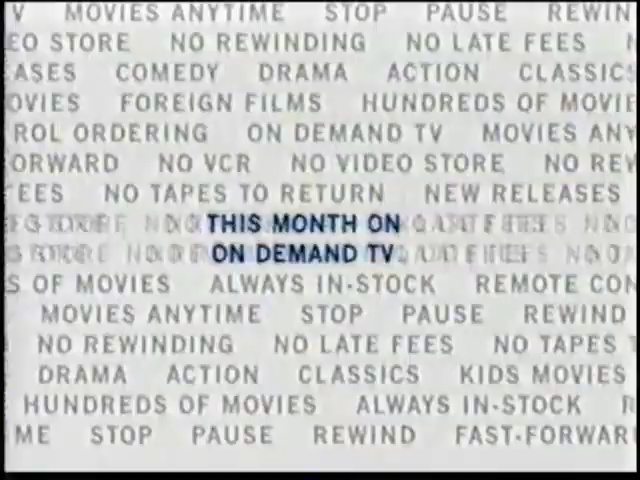 V MOVIES ANYTIME STOP PAUSE REWIN
EO STORE NO REWINDING NO LATE FEES
ASES COMEDY DRAMA ACTION CLASSICS
OVIES FOREIGN FILMS HUNDREDS OF MOVIE
ROL ORDERING ON DEMAND TV MOVIES ANY
ORWARD NO VCR NO VIDEO STORE NO REW
EES NO TAPES TO RETURN NEW RELEASES
THIS MONTH ON
ON DEMAND TV
S OF MOVIES ALWAYS IN-STOCK REMOTE CON
MOVIES ANYTIME STOP PAUSE REWIND
NO REWINDING NO LATE FEES NO TAPES T
DRAMA ACTION CLASSICS KIDS MOVIES
HUNDREDS OF MOVIES ALWAYS IN-STOCK R
ME STOP PAUSE REWIND FAST-FORWAR